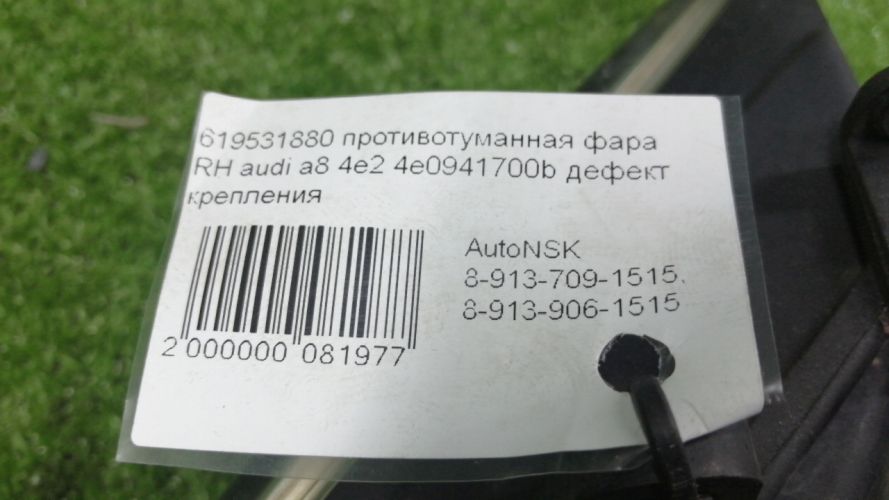 619531880 противотуманная фара
RH audi a8 4e2 4e0941700b дефект
крепления
AutoNSK
8-913-709-1515,
8-913-906-1515
2 000000 081977